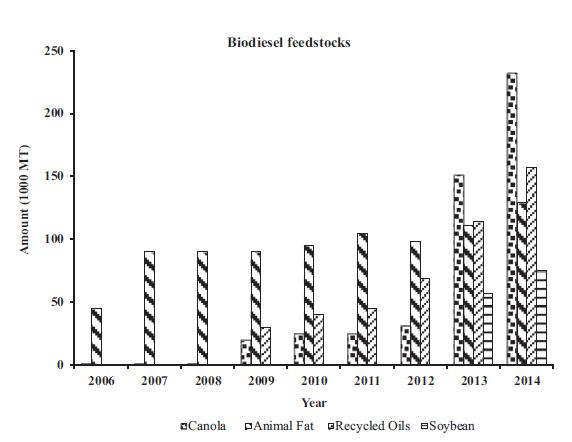 Biodiesel feedstocks
250
200
150
100
50
0
Amount (1000 MT)
2006 2007 2008 2009 2010 2011 2012 2013 2014
Year
Canola Animal Fat Recycled Oils Soybean